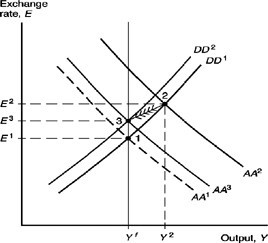 Exchange
rate, E
DD²
DD¹
E²
2
E³
3
E¹
1
AA²
AA³
AA¹
Yᶠ
Y²
Output, Y